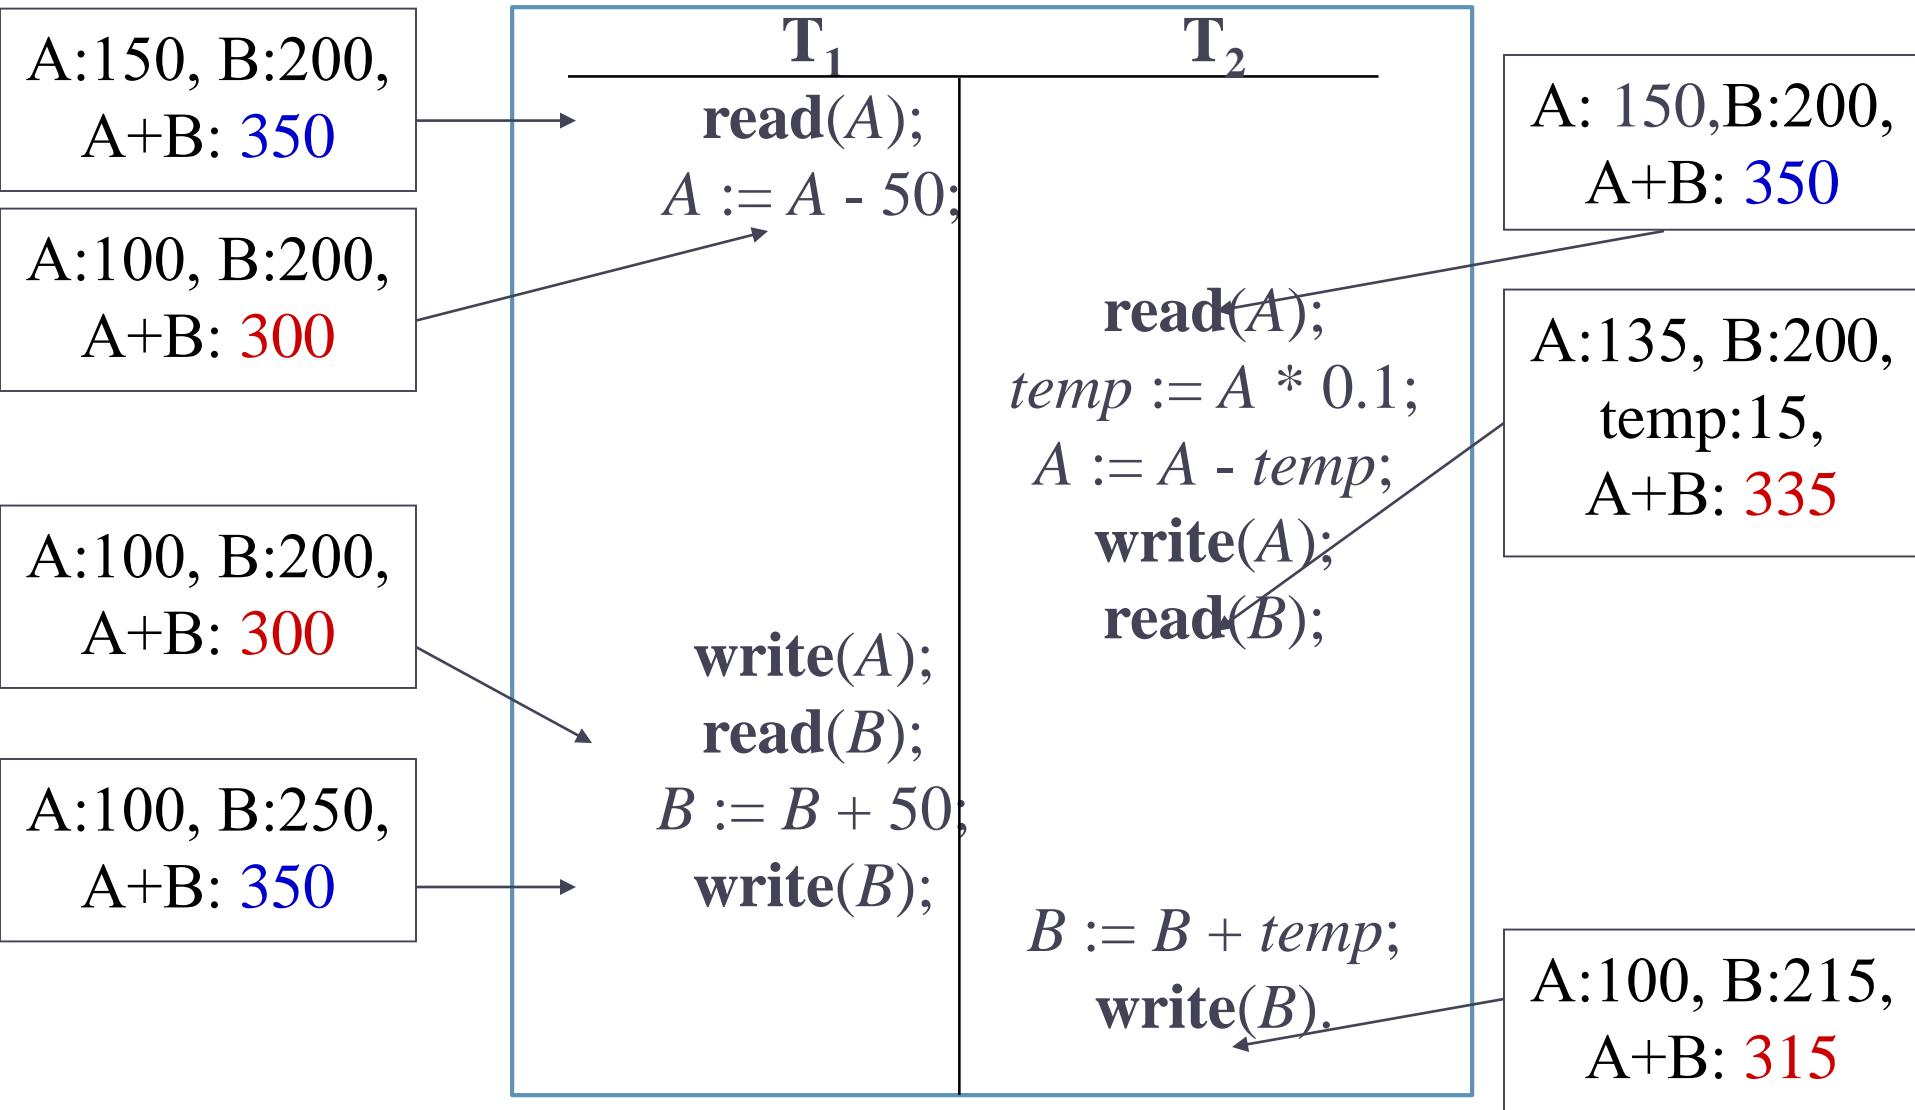 A:150, B:200,
A+B: 350
A:100, B:200,
A+B: 300
A:100, B:200,
A+B: 300
A:100, B:250,
A+B: 350
T1
read(A);
A := A - 50;
write(A);
read(B);
B := B + 50;
write(B);
T2
read(A);
temp := A * 0.1;
A := A - temp;
write(A);
read(B);
B := B + temp;
write(B).
A: 150,B:200,
A+B: 350
A:135, B:200,
temp:15,
A+B: 335
A:100, B:215,
A+B: 315